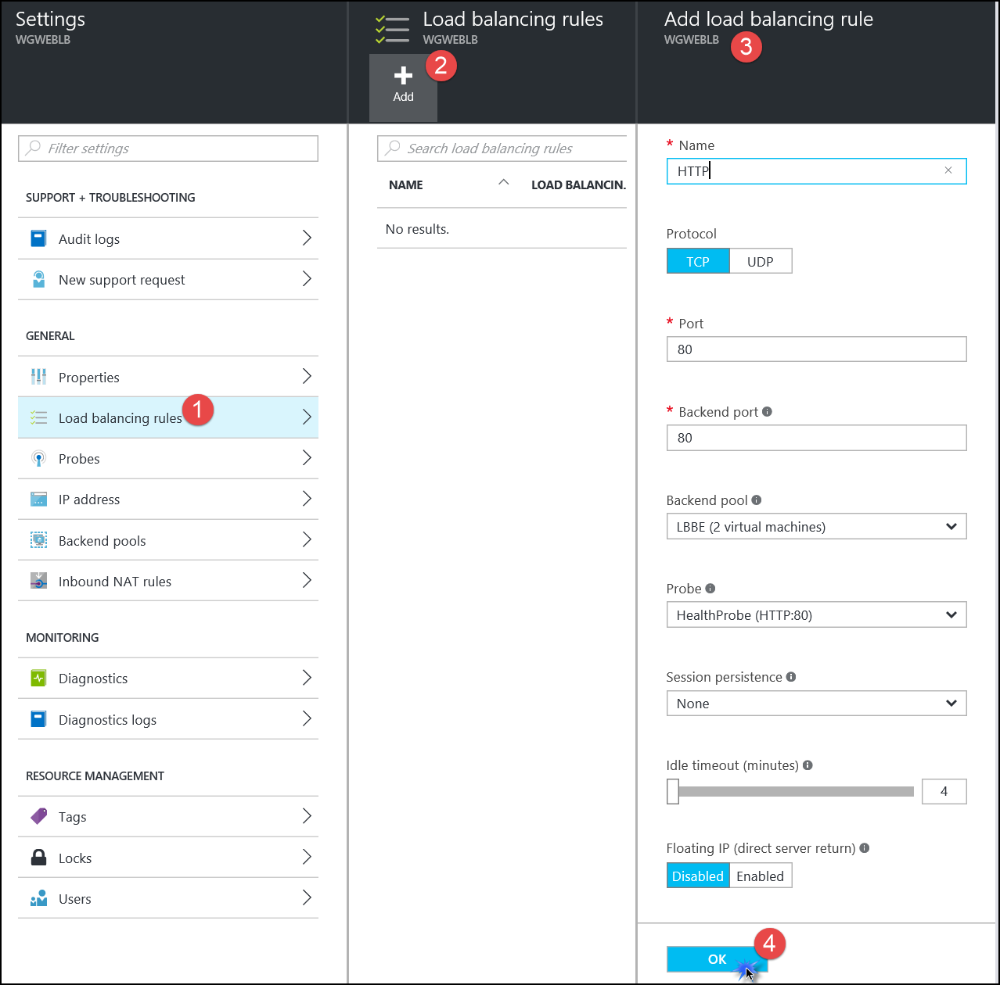 Settings
WGWEBLB
Filter settings
SUPPORT + TROUBLESHOOTING
Audit logs
New support request
GENERAL
Properties
Load balancing rules
1
Probes
IP address
Backend pools
Inbound NAT rules
MONITORING
Diagnostics
Diagnostics logs
RESOURCE MANAGEMENT
Tags
Locks
Users
Load balancing rules
WGWEBLB
2
Add
Search load balancing rules
NAME LOAD BALANCIN.
No results.
Add load balancing rule
WGWEBLB
3
* Name
HTTP
Protocol
TCP UDP
* Port
80
* Backend port
80
Backend pool
LBBE (2 virtual machines)
Probe
HealthProbe (HTTP:80)
Session persistence
None
Idle timeout (minutes)
4
Floating IP (direct server return)
Disabled Enabled
4
OK